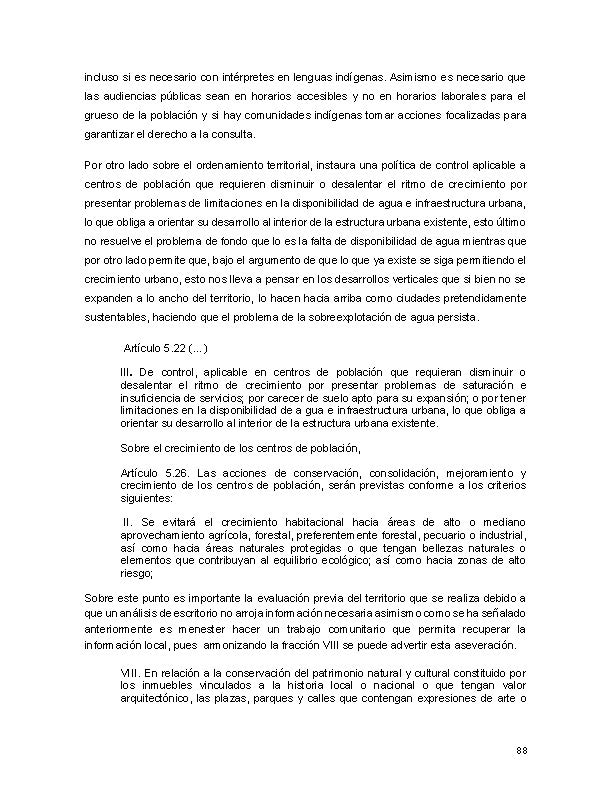 incluso si es necesario con intérpretes en lenguas indígenas. Asimismo es necesario que
las audiencias públicas sean en horarios accesibles y no en horarios laborales para el
grueso de la población y si hay comunidades indígenas tomar acciones focalizadas para
garantizar el derecho a la consulta.
Por otro lado sobre el ordenamiento territorial, instaura una política de control aplicable a
centros de población que requieren disminuir o desalentar el ritmo de crecimiento por
presentar problemas de limitaciones en la disponibilidad de agua e infraestructura urbana,
lo que obliga a orientar su desarrollo al interior de la estructura urbana existente, esto último
no resuelve el problema de fondo que lo es la falta de disponibilidad de agua mientras que
por otro lado permite que, bajo el argumento de que lo que ya existe se siga permitiendo el
crecimiento urbano, esto nos lleva a pensar en los desarrollos verticales que si bien no se
expanden a lo ancho del territorio, lo hacen hacia arriba como ciudades pretendidamente
sustentables, haciendo que el problema de la sobreexplotación de agua persista.
Artículo 5.22 (...)
III. De control, aplicable en centros de población que requieran disminuir o
desalentar el ritmo de crecimiento por presentar problemas de saturación e
insuficiencia de servicios; por carecer de suelo apto para su expansión; o por tener
limitaciones en la disponibilidad de a gua e infraestructura urbana, lo que obliga a
orientar su desarrollo al interior de la estructura urbana existente.
Sobre el crecimiento de los centros de población,
Artículo 5.26. Las acciones de conservación, consolidación, mejoramiento y
crecimiento de los centros de población, serán previstas conforme a los criterios
siguientes:
II. Se evitará el crecimiento habitacional hacia áreas de alto o mediano
aprovechamiento agrícola, forestal, preferentemente forestal, pecuario o industrial,
así como hacia áreas naturales protegidas o que tengan bellezas naturales o
elementos que contribuyan al equilibrio ecológico; así como hacia zonas de alto
riesgo;
Sobre este punto es importante la evaluación previa del territorio que se realiza debido a
que un análisis de escritorio no arroja información necesaria asimismo como se ha señalado
anteriormente es menester hacer un trabajo comunitario que permita recuperar la
información local, pues armonizando la fracción VIII se puede advertir esta aseveración.
VIII. En relación a la conservación del patrimonio natural y cultural constituido por
los inmuebles vinculados a la historia local o nacional o que tengan valor
arquitectónico, las plazas, parques y calles que contengan expresiones de arte o
88